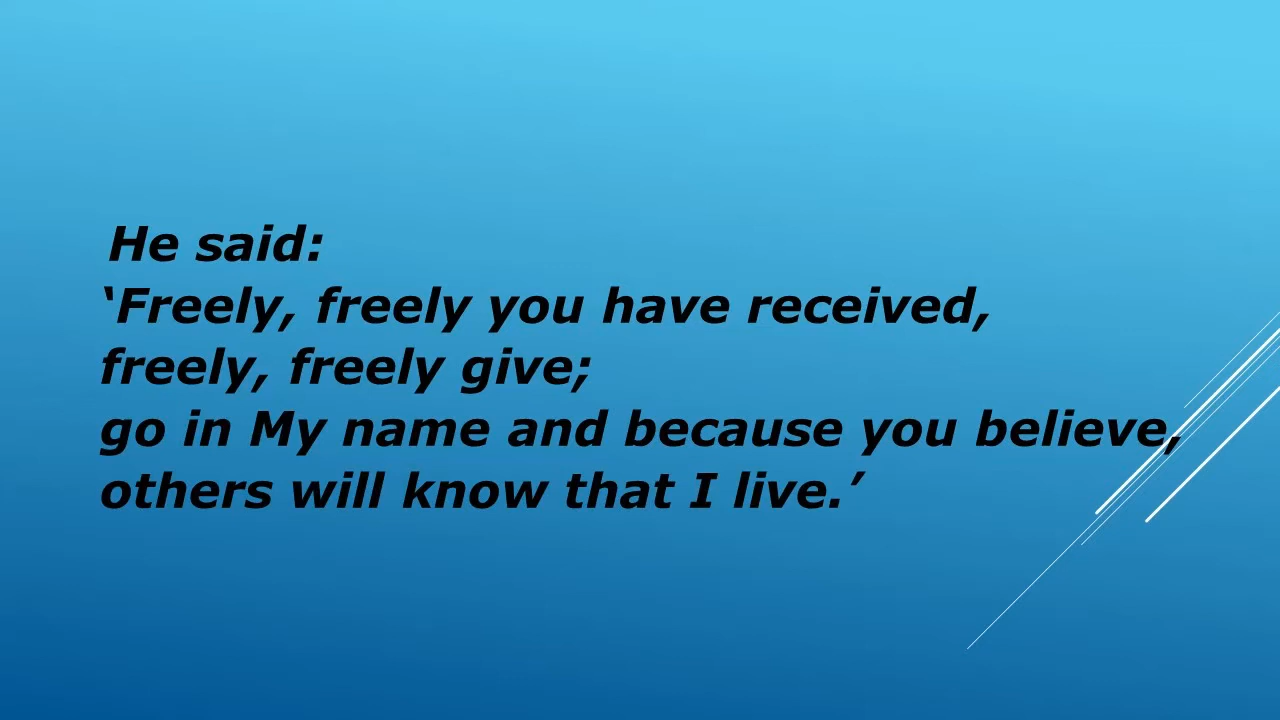 He said:
‘Freely, freely you have received,
freely, freely give;
go in My name and because you believe,
others will know that I live.’